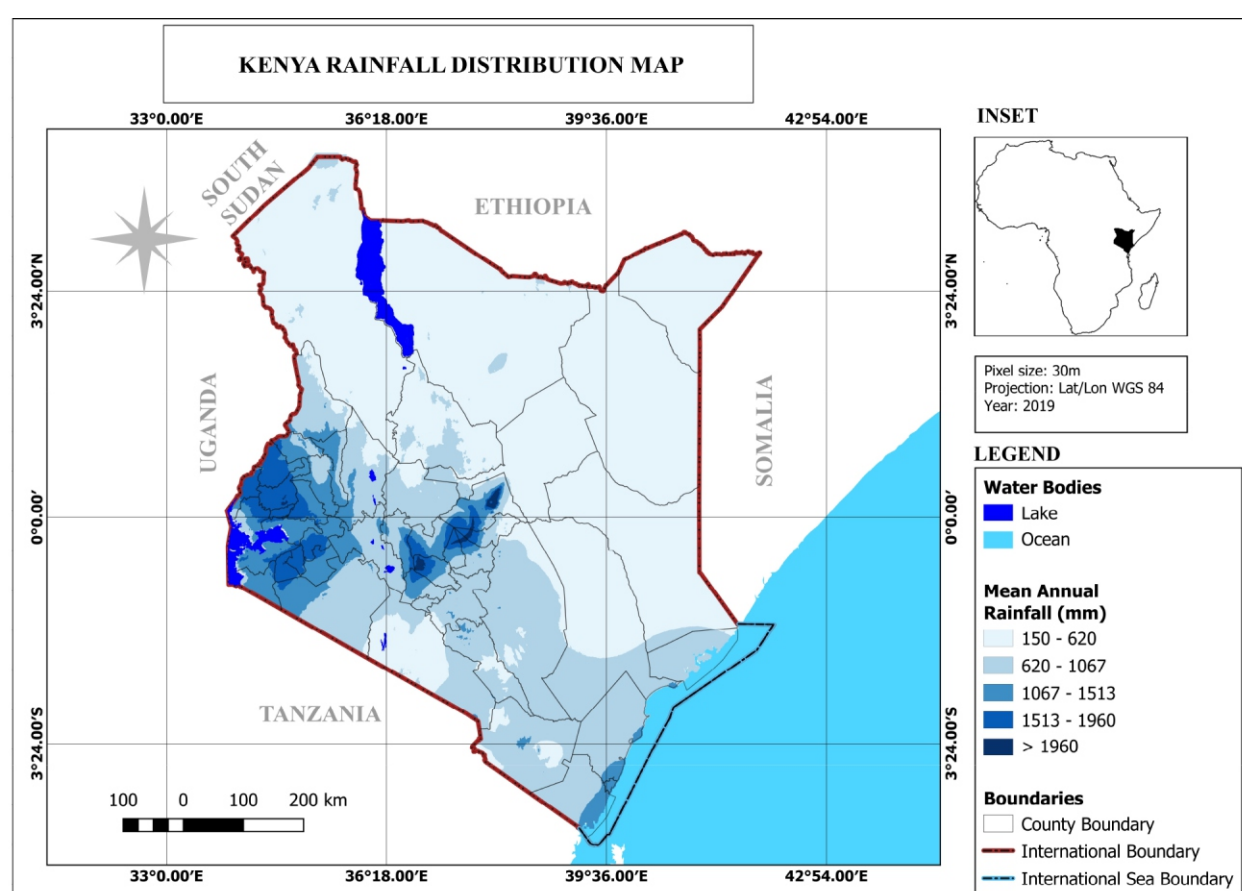 KENYA RAINFALL DISTRIBUTION MAP
33°0.00′E 36°18.00′E 39°36.00′E 42°54.00′E
INSET
SOUTH
SUDAN
ETHIOPIA
3°24.00′N 3°24.00′N
Pixel size: 30m
Projection: Lat/Lon WGS 84
Year: 2019
UGANDA
SOMALIA
LEGEND
Water Bodies
Lake
Ocean
0°0.00′ 0°0.00′
Mean Annual
Rainfall (mm)
150 - 620
620 - 1067
1067 - 1513
1513 - 1960
> 1960
TANZANIA
3°24.00′S 3°24.00′S
Boundaries
County Boundary
International Boundary
International Sea Boundary
100 0 100 200 km
33°0.00′E 36°18.00′E 39°36.00′E 42°54.00′E